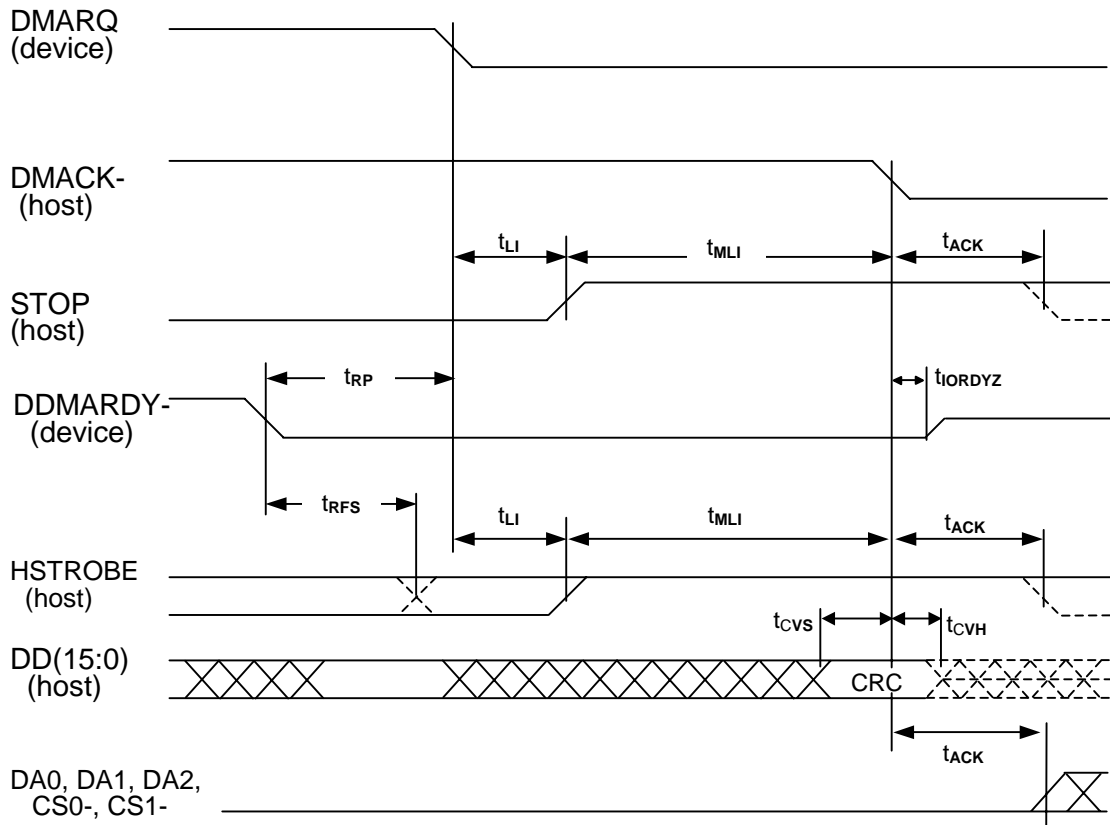 DMARQ
(device)
DMACK-
(host)
tLI
tMLI
tACK
STOP
(host)
tRP
tIORDYZ
DDMARDY-
(device)
tRFS
tLI
tMLI
tACK
HSTROBE
(host)
tCVS
tCVH
DD(15:0)
(host)
CRC
tACK
DA0, DA1, DA2,
CS0-, CS1-